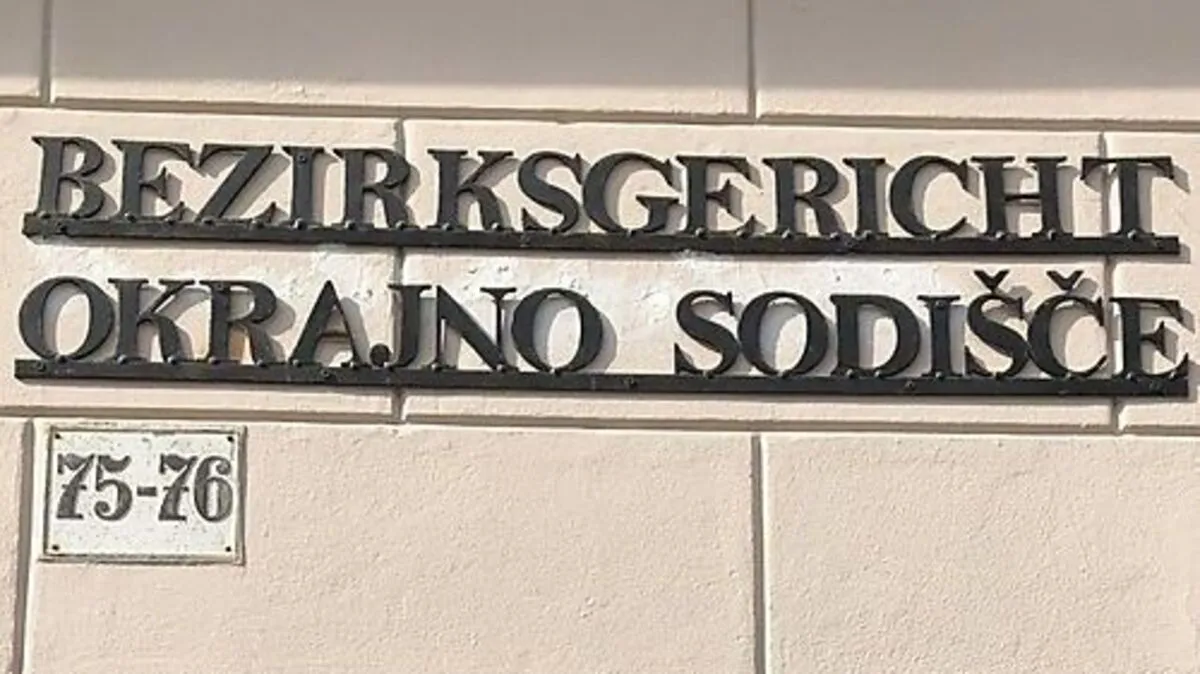 BEZIRKSGERICHT
OKRAJNO SODIŠČE
75-76